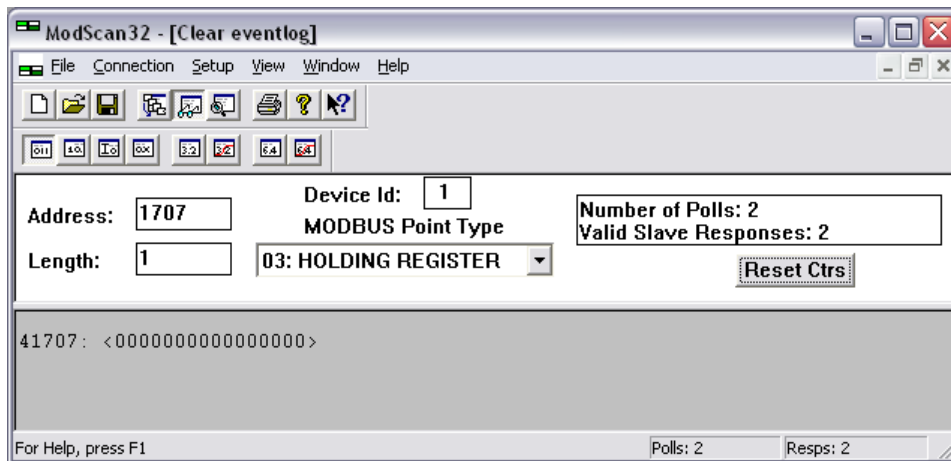 ModScan32 - [Clear eventlog]
File Connection Setup View Window Help
Address: 1707
Device Id: 1
MODBUS Point Type
Length: 1
03: HOLDING REGISTER
Number of Polls: 2
Valid Slave Responses: 2
Reset Ctrs
41707: <0000000000000000>
For Help, press F1
Polls: 2
Resps: 2